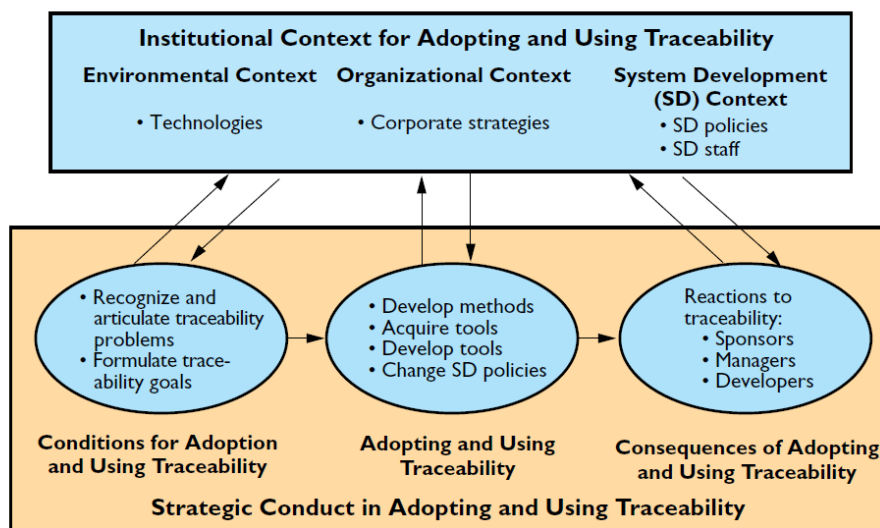 Institutional Context for Adopting and Using Traceability
Environmental Context
• Technologies
Organizational Context
• Corporate strategies
System Development
(SD) Context
• SD policies
• SD staff
• Recognize and
articulate traceability
problems
• Formulate trace-
ability goals
Conditions for Adoption
and Using Traceability
• Develop methods
• Acquire tools
• Develop tools
• Change SD policies
Adopting and Using
Traceability
Reactions to
traceability:
• Sponsors
• Managers
• Developers
Consequences of Adopting
and Using Traceability
Strategic Conduct in Adopting and Using Traceability